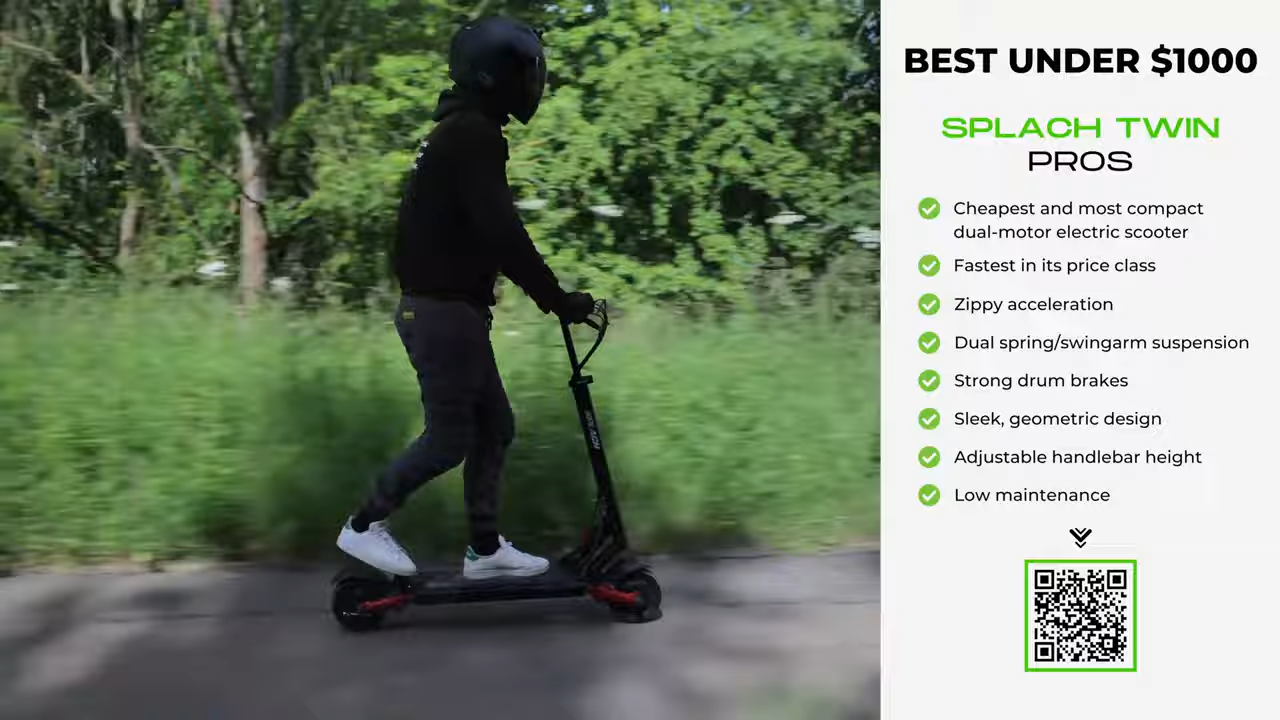 BEST UNDER $1000
SPLACH TWIN
PROS
Cheapest and most compact
dual-motor electric scooter
Fastest in its price class
Zippy acceleration
Dual spring/swingarm suspension
Strong drum brakes
Sleek, geometric design
Adjustable handlebar height
Low maintenance
SPLACH